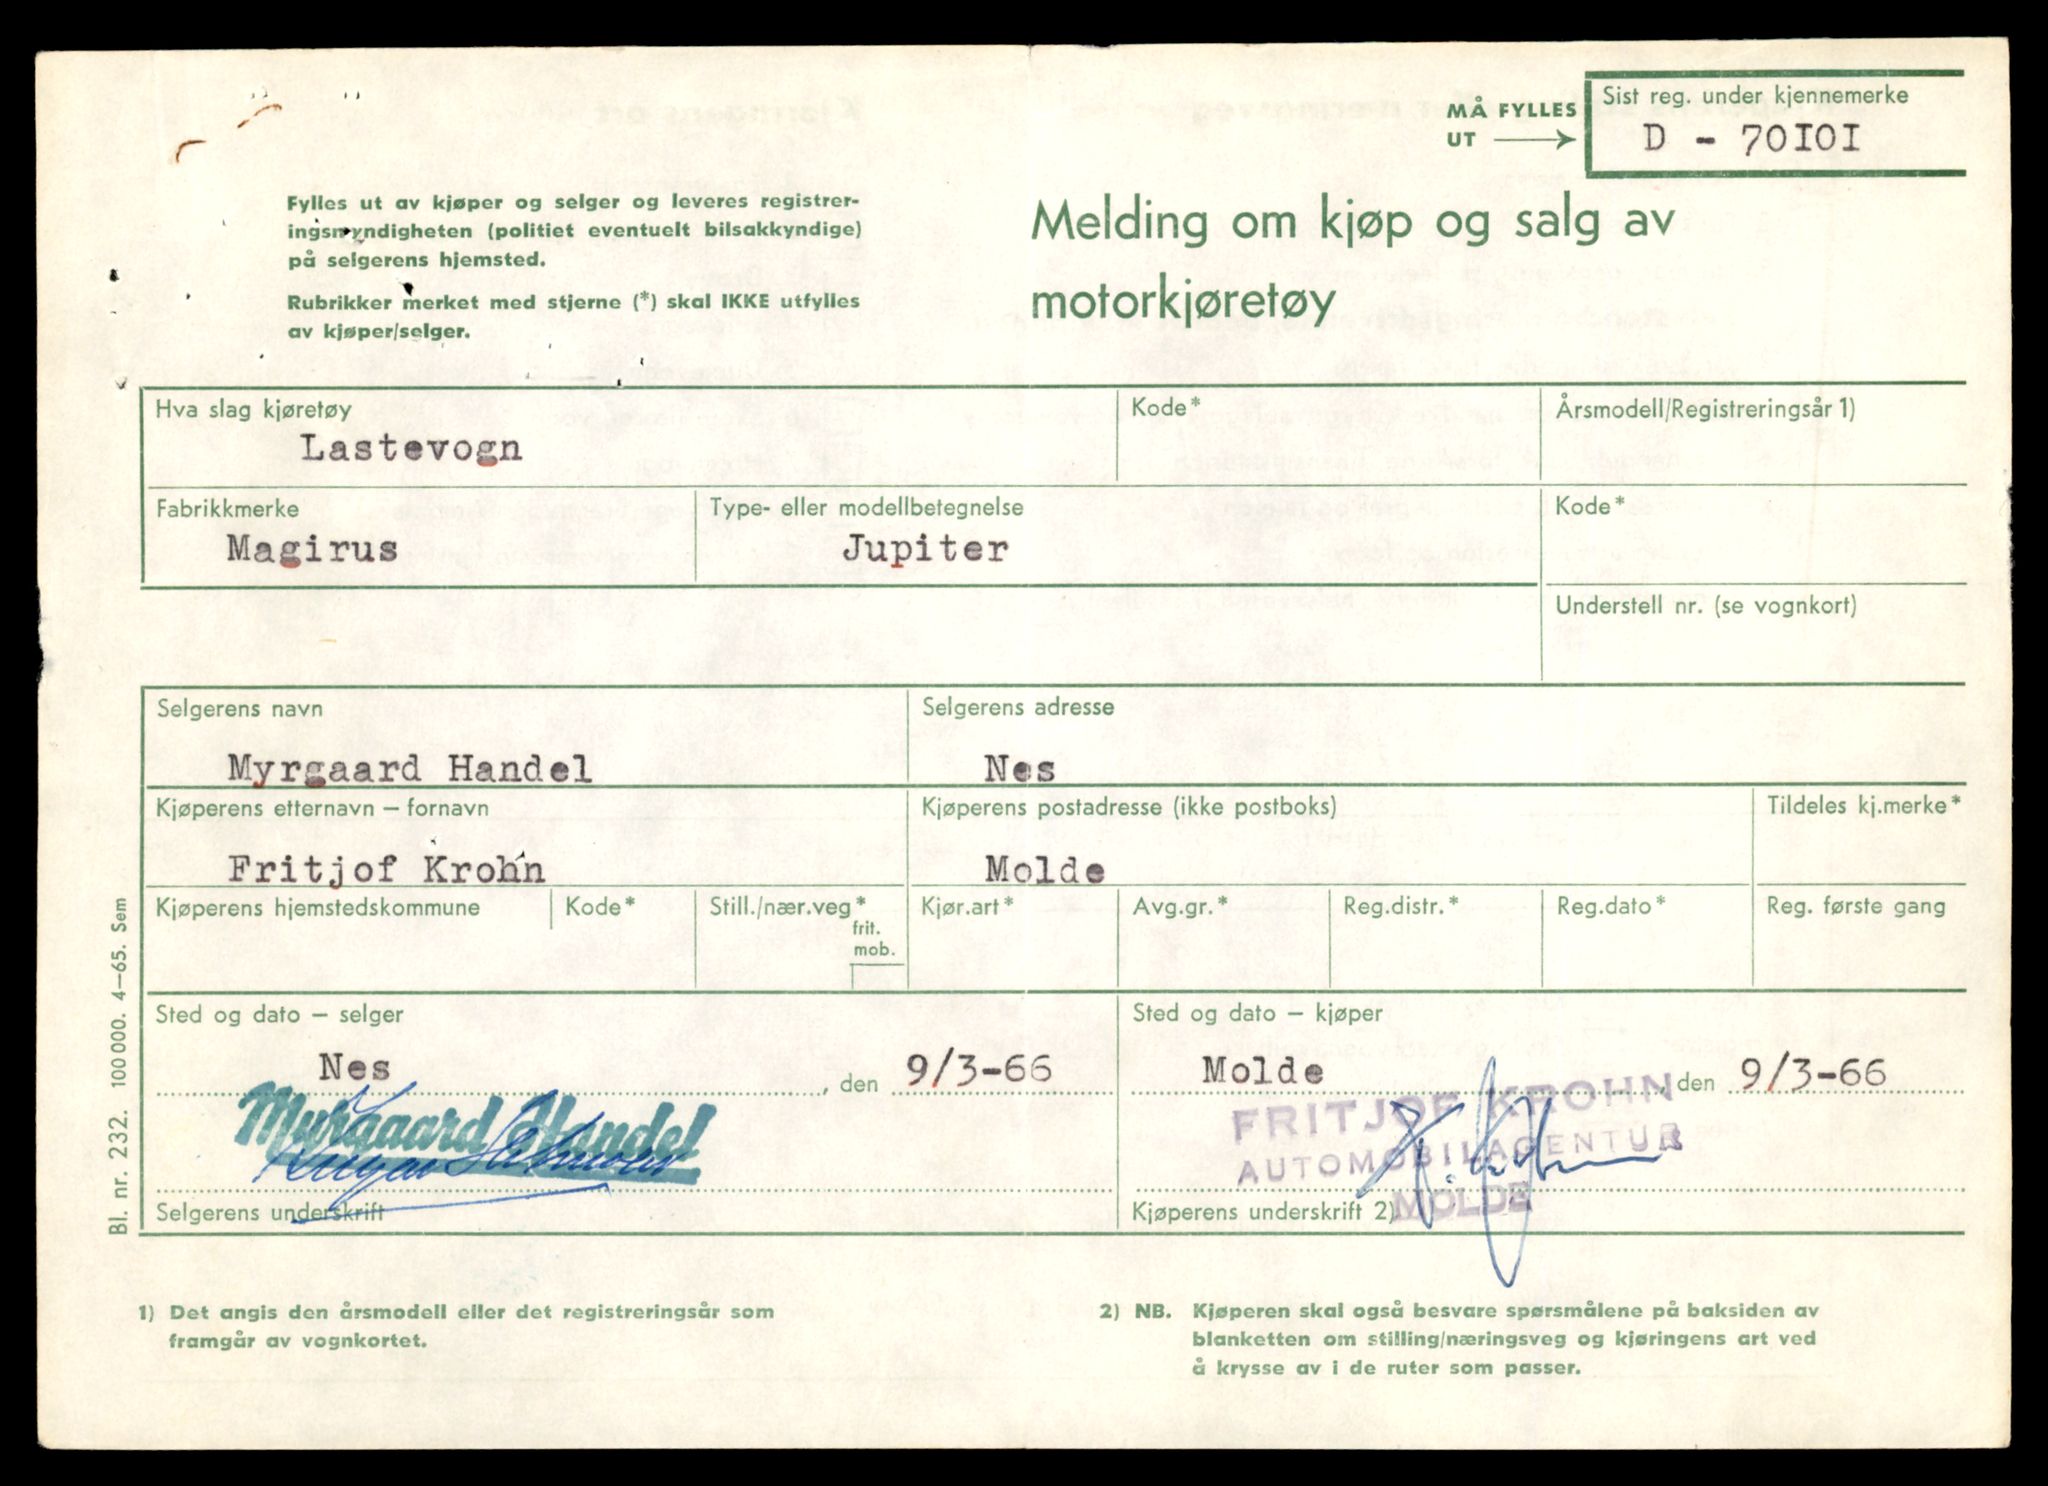 MÅ FYLLES
UT
Sist reg. under kjennemerke
D - 70IOI
Fylles ut av kjøper og selger og leveres registrer-
ingsmyndigheten (politiet eventuelt bilsakkyndige)
på selgerens hjemsted.
Rubrikker merket med stjerne (*) skal IKKE utfylles
av kjøper/selger.
Melding om kjøp og salg av
motorkjøretøy
Hva slag kjøretøy
Kode*
Årsmodell/Registreringsår 1)
Lastevogn
Fabrikkmerke
Type- eller modellbetegnelse
Kode*
Magirus
Jupiter
Understell nr. (se vognkort)
Selgerens navn
Selgerens adresse
Myrgaard Handel
Nes
Kjøperens etternavn – fornavn
Kjøperens postadresse (ikke postboks)
Tildeles kj.merke*
Fritjof Krohn
Molde
Kjøperens hjemstedskommune
Kode*
Still./nær.veg*
frit.
mob.
Kjør.art*
Avg.gr.*
Reg.distr.*
Reg.dato*
Reg. første gang
Sted og dato – selger
Sted og dato – kjøper
Nes , den 9/3-66
Molde , den 9/3-66
Myrgaard Handel
FRITJOF KROHN
AUTOMOBILAGENTUR
MOLDE
Selgerens underskrift
Kjøperens underskrift 2)
Bl. nr. 232. 100 000. 4–65. Sem
1) Det angis den årsmodell eller det registreringsår som
framgår av vognkortet.
2) NB. Kjøperen skal også besvare spørsmålene på baksiden av
blanketten om stilling/næringsveg og kjøringens art ved
å krysse av i de ruter som passer.